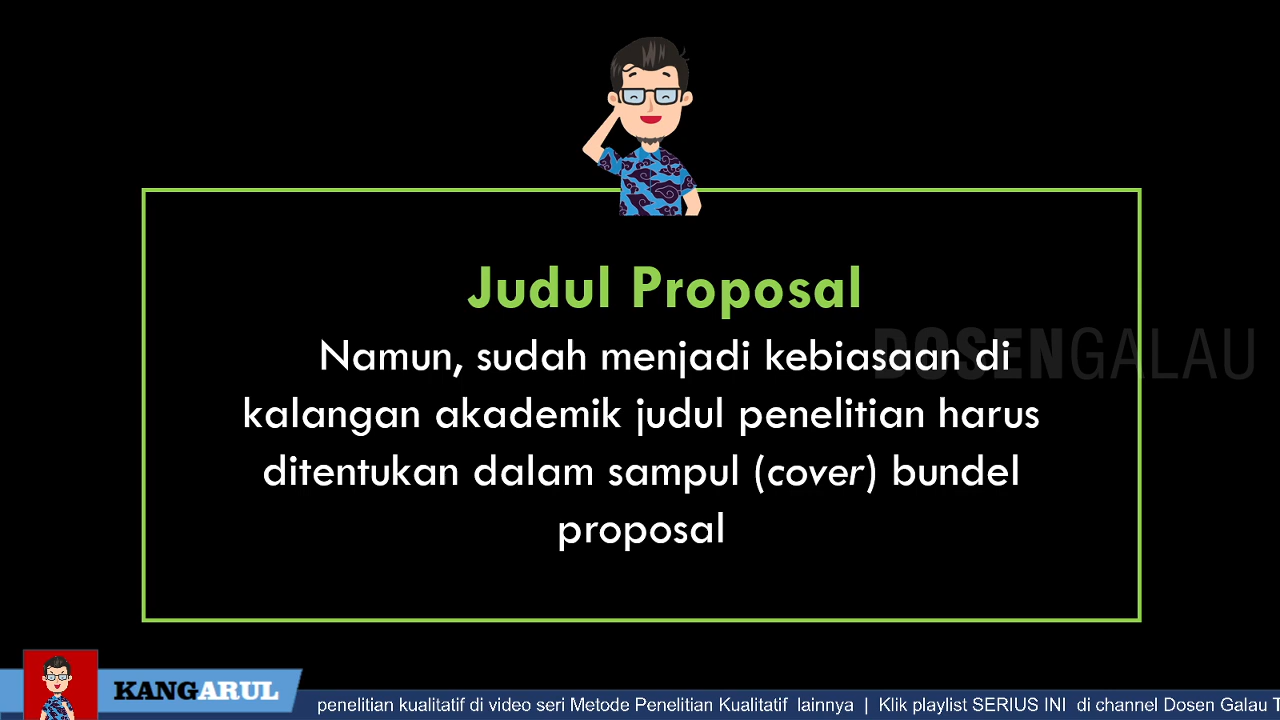 Judul Proposal
Namun, sudah menjadi kebiasaan di
kalangan akademik judul penelitian harus
ditentukan dalam sampul (cover) bundel
proposal
DOSENGALAU
KANGARUL
penelitian kualitatif di video seri Metode Penelitian Kualitatif lainnya | Klik playlist SERIUS INI di channel Dosen Galau T